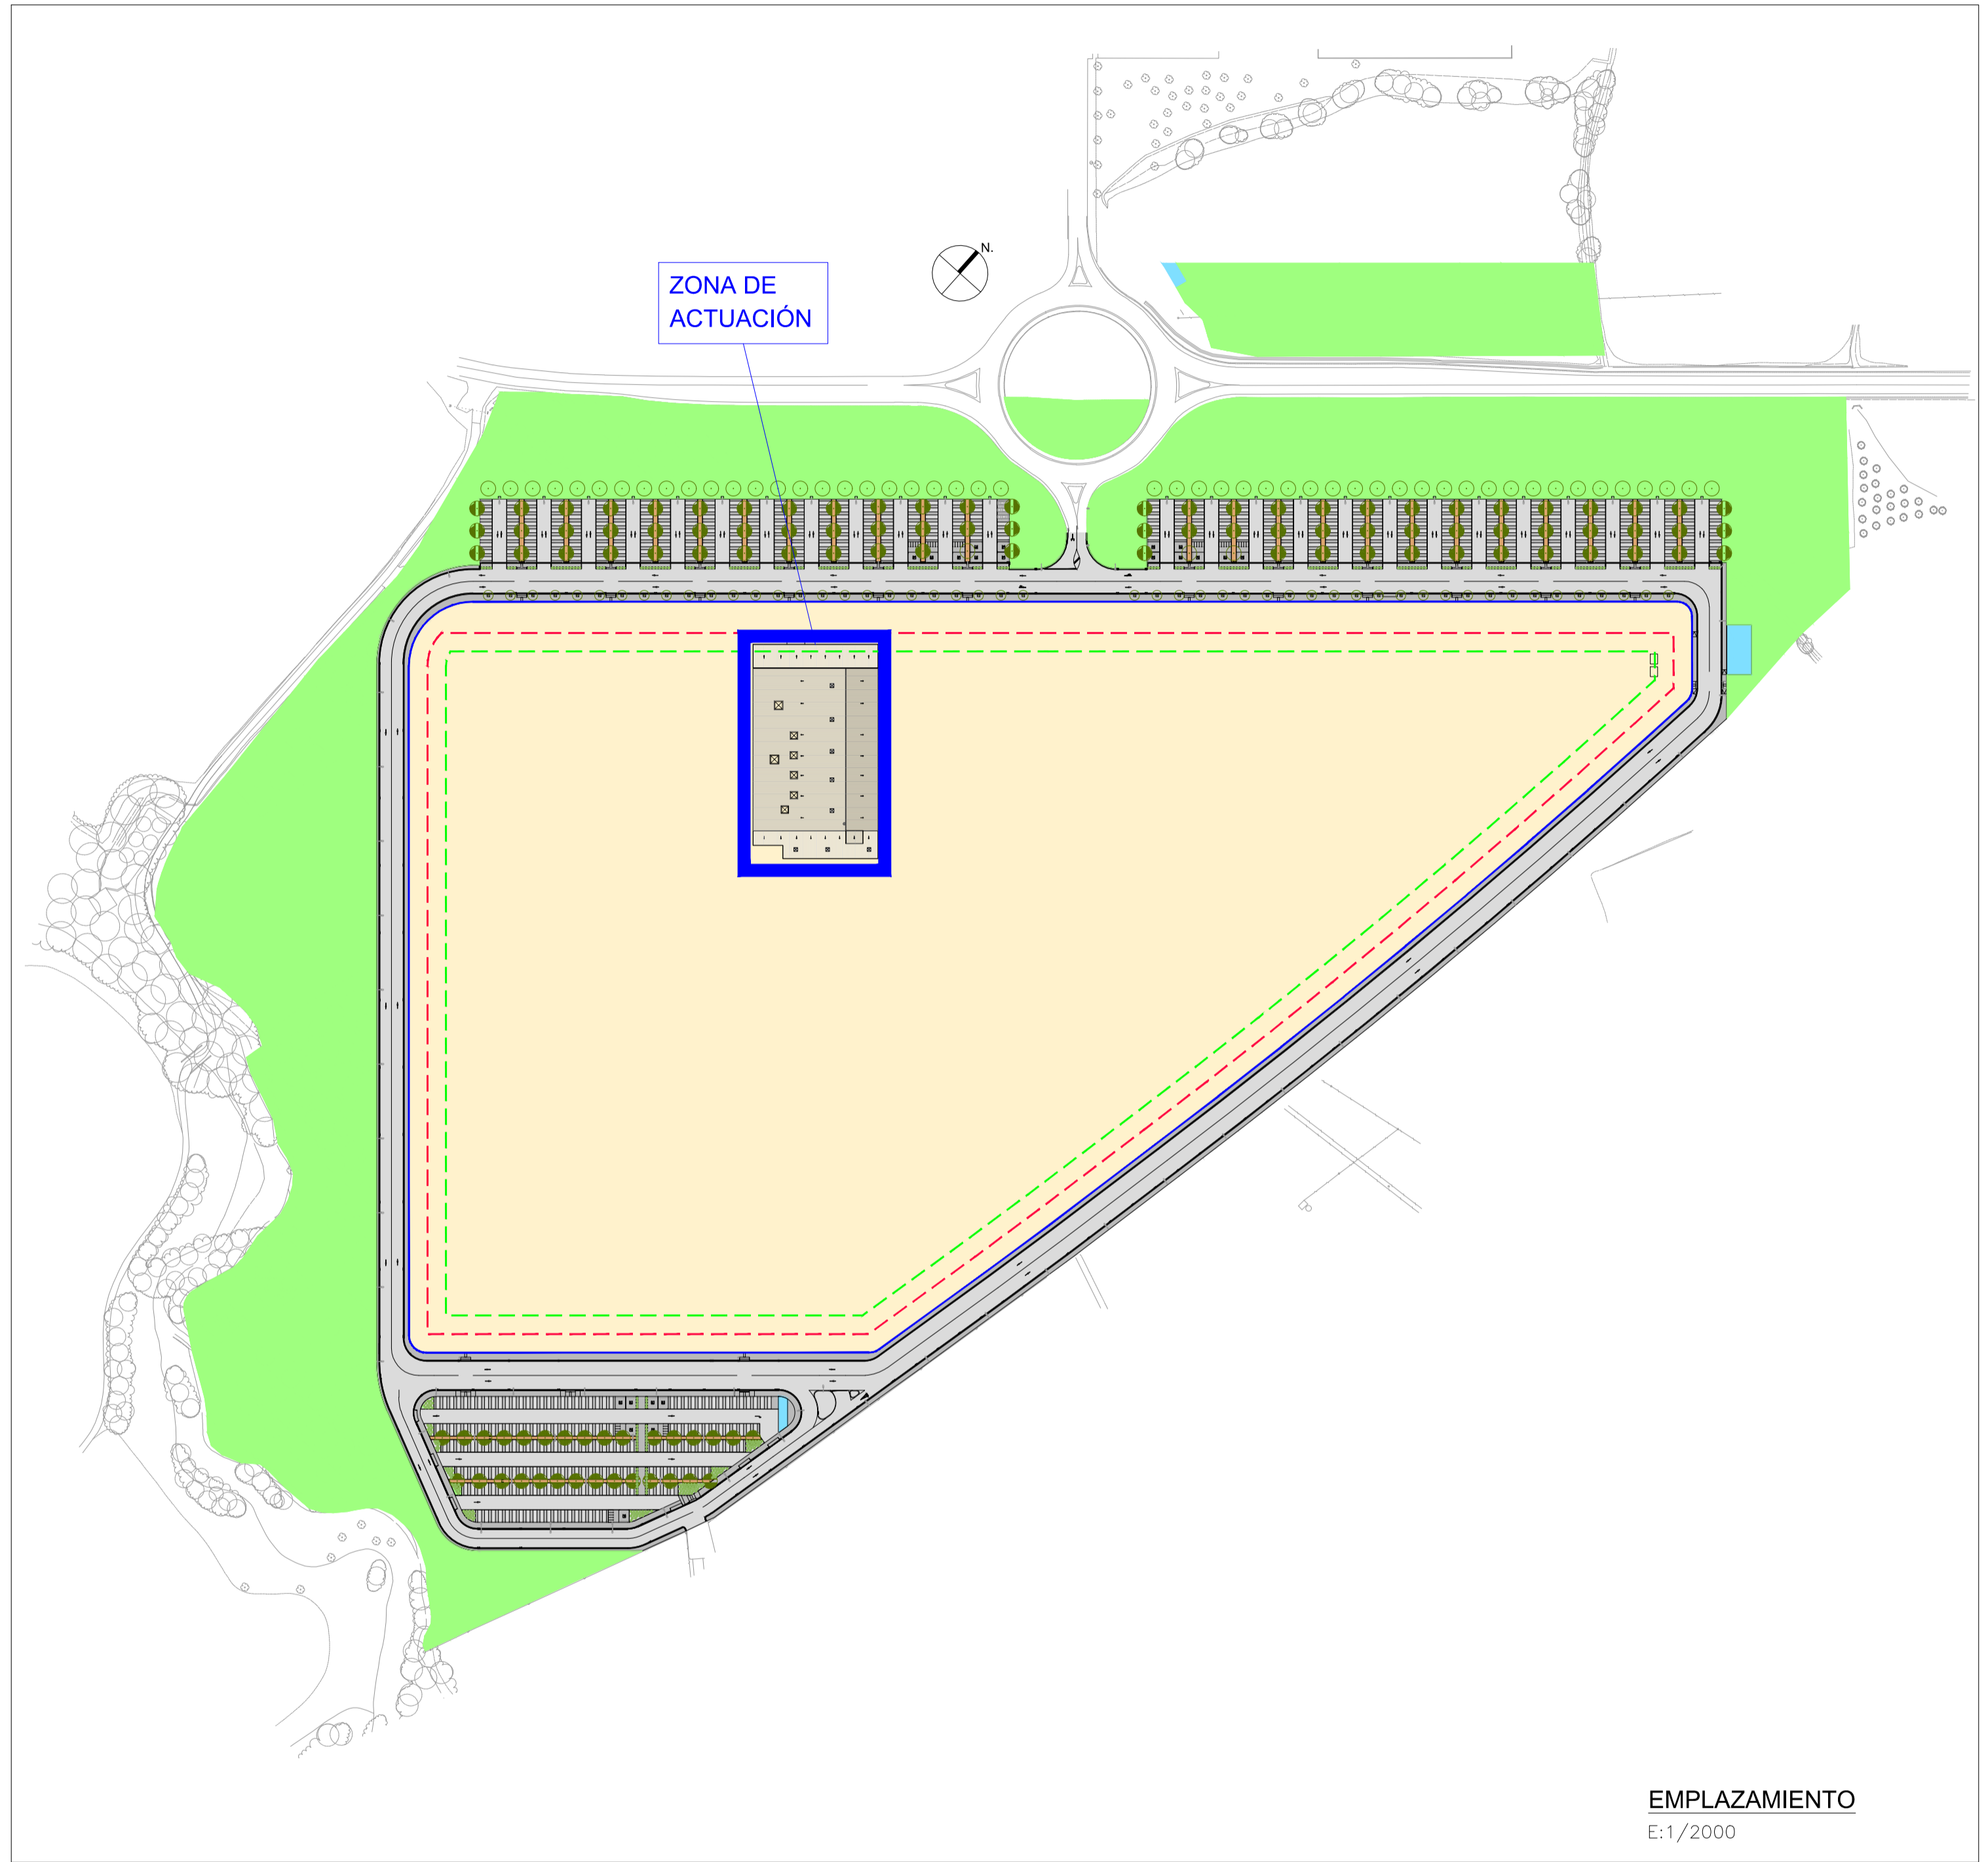 N.
ZONA DE
ACTUACIÓN
EMPLAZAMIENTO
E:1/2000